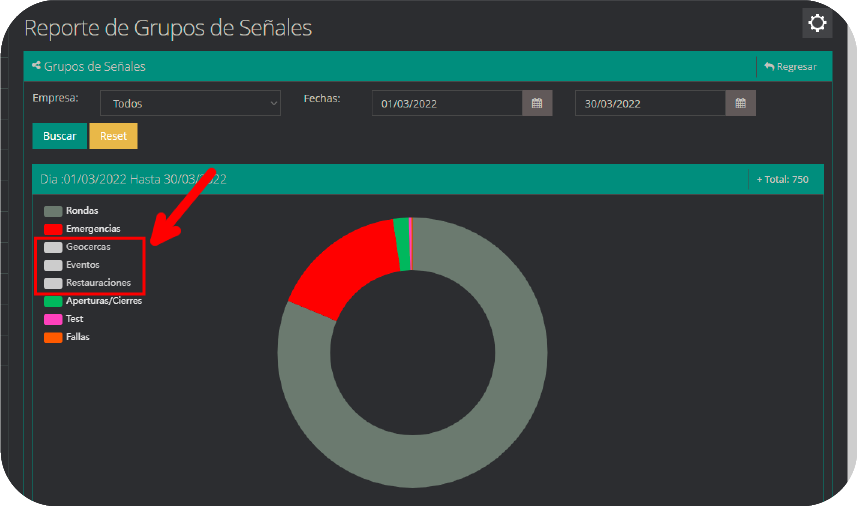 Reporte de Grupos de Señales
Grupos de Señales
Regresar
Empresa:
Todos
Fechas:
01/03/2022
30/03/2022
Buscar
Reset
Dia :01/03/2022 Hasta 30/03/2022
+ Total: 750
Rondas
Emergencias
Geocercas
Eventos
Restauraciones
Aperturas/Cierres
Test
Fallas